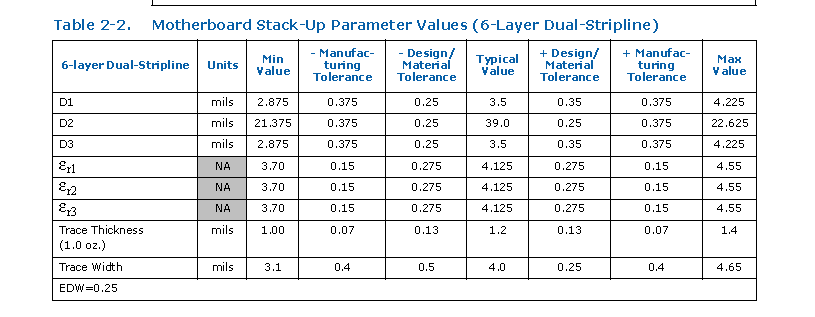 Table 2-2. Motherboard Stack-Up Parameter Values (6-Layer Dual-Stripline)
6-layer Dual-Stripline Units Min Value - Manufac-turing Tolerance - Design/Material Tolerance Typical Value + Design/Material Tolerance + Manufac-turing Tolerance Max Value
D1 mils 2.875 0.375 0.25 3.5 0.35 0.375 4.225
D2 mils 21.375 0.375 0.25 39.0 0.25 0.375 22.625
D3 mils 2.875 0.375 0.25 3.5 0.35 0.375 4.225
εr1 NA 3.70 0.15 0.275 4.125 0.275 0.15 4.55
εr2 NA 3.70 0.15 0.275 4.125 0.275 0.15 4.55
εr3 NA 3.70 0.15 0.275 4.125 0.275 0.15 4.55
Trace Thickness (1.0 oz.) mils 1.00 0.07 0.13 1.2 0.13 0.07 1.4
Trace Width mils 3.1 0.4 0.5 4.0 0.25 0.4 4.65
EDW=0.25